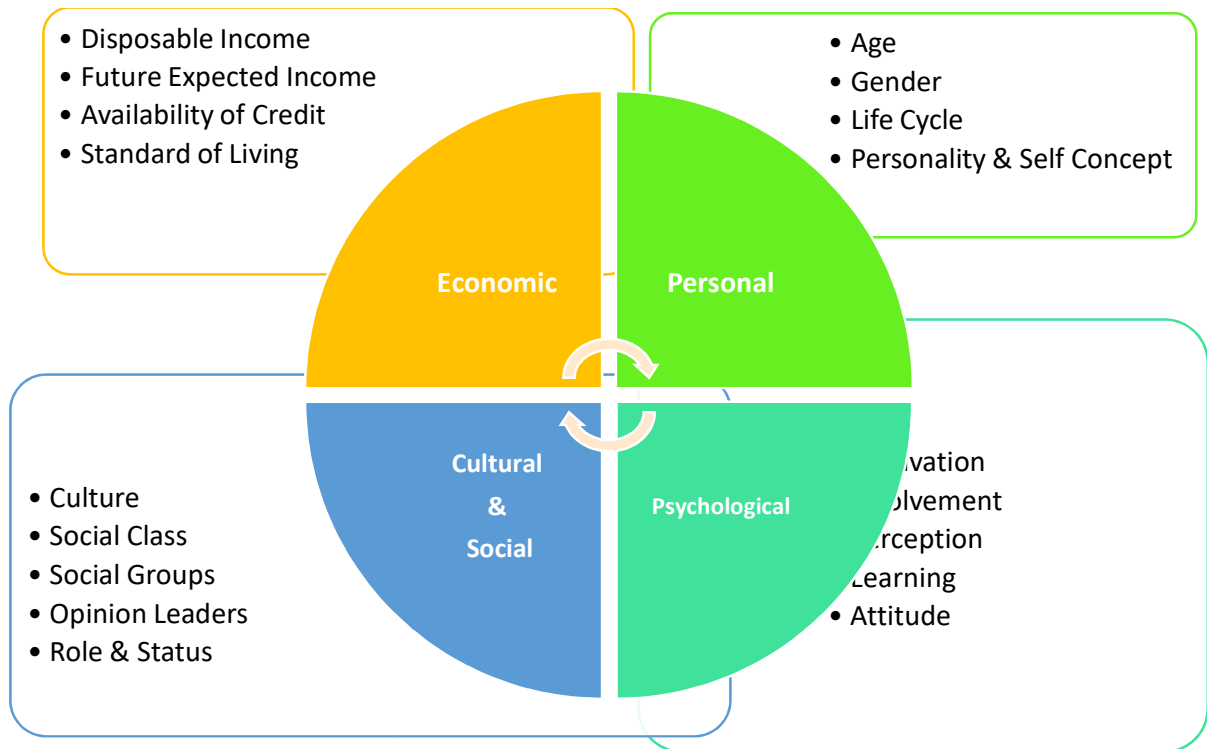 • Disposable Income
• Future Expected Income
• Availability of Credit
• Standard of Living
• Age
• Gender
• Life Cycle
• Personality & Self Concept
Economic
Personal
Cultural
&
Social
Psychological
• Culture
• Social Class
• Social Groups
• Opinion Leaders
• Role & Status
Learning
• Attitude